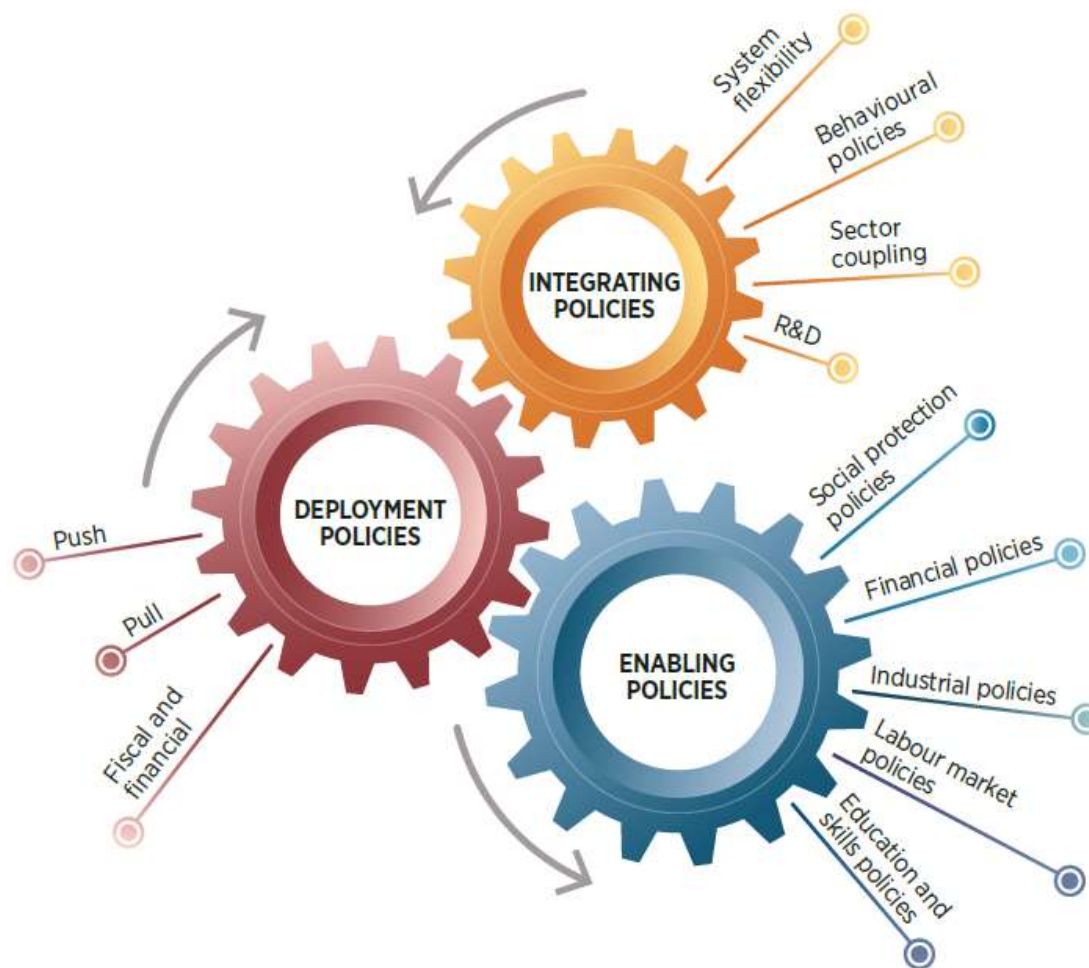 System
flexibility
Behavioural
policies
Sector
coupling
R&D
INTEGRATING
POLICIES
DEPLOYMENT
POLICIES
Push
Pull
Fiscal and
financial
ENABLING
POLICIES
Social protection
policies
Financial policies
Industrial policies
Labour market
policies
Education and
skills policies